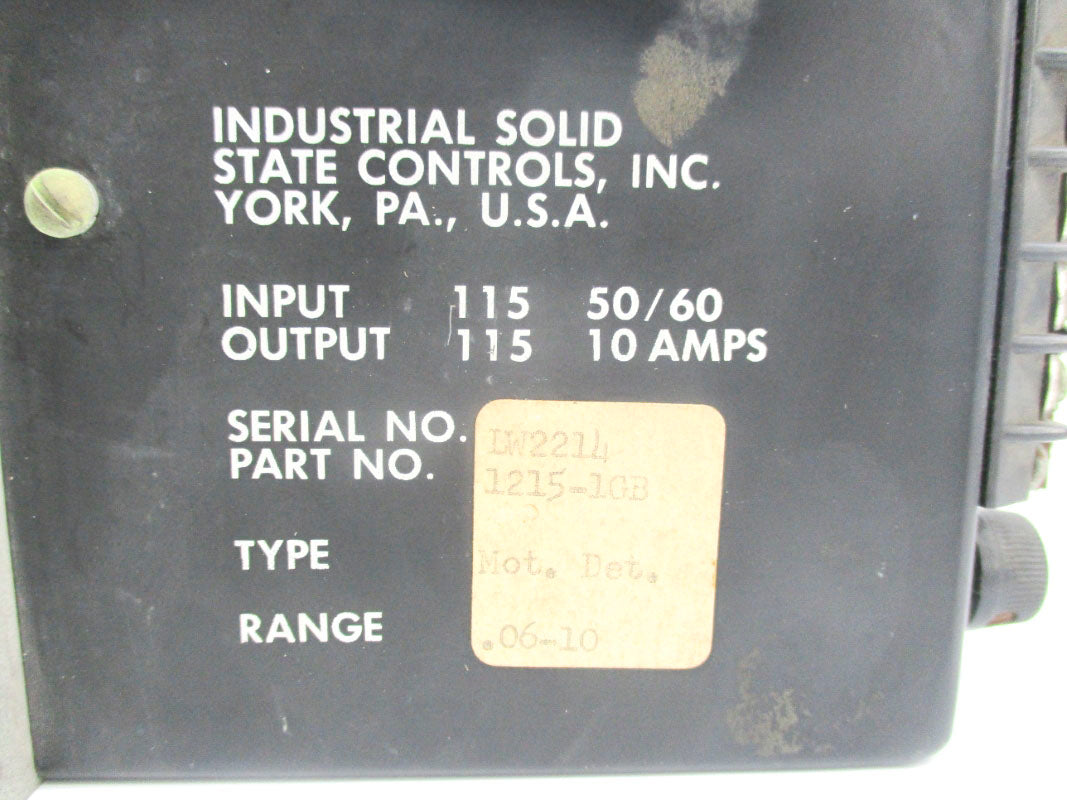 INDUSTRIAL SOLID
STATE CONTROLS, INC.
YORK, PA., U.S.A.
INPUT 115 50/60
OUTPUT 115 10 AMPS
SERIAL NO. LW2214
PART NO. 1215-1GB
TYPE Mot. Det.
RANGE .06-10